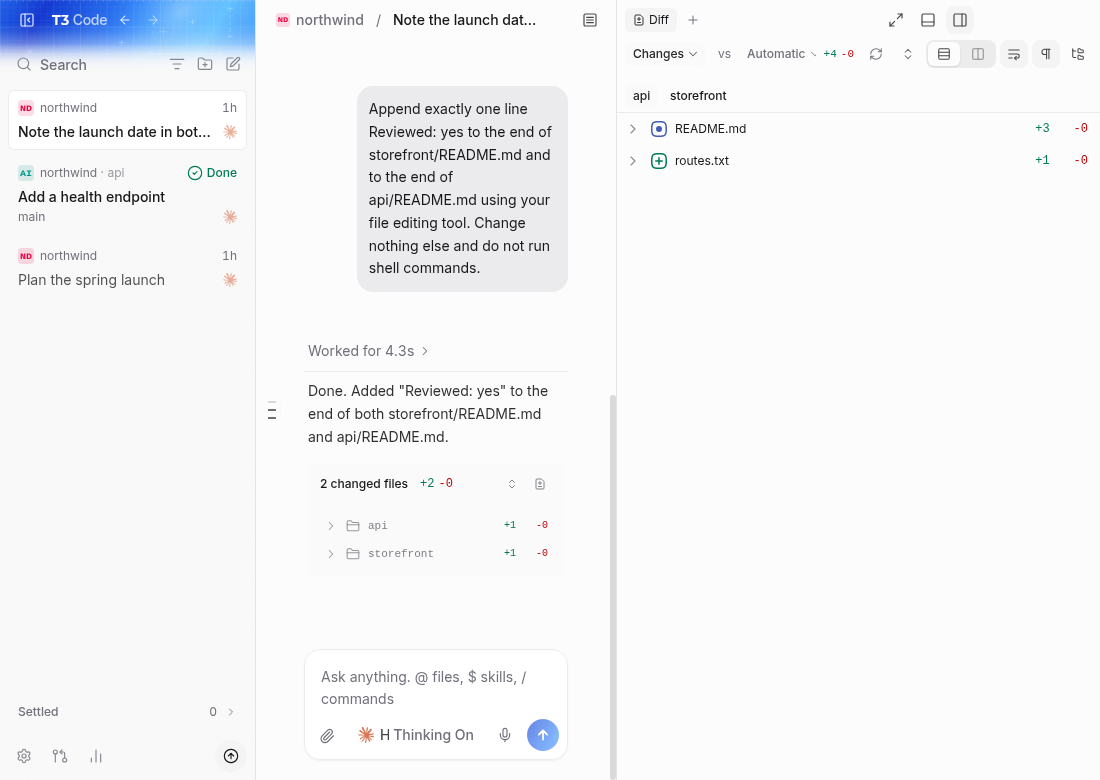 T3 Code
Search
ND northwind 1h
Note the launch date in bot...
AI northwind · api Done
Add a health endpoint
main
ND northwind 1h
Plan the spring launch
Settled 0
ND northwind / Note the launch dat...
Append exactly one line
Reviewed: yes to the end of
storefront/README.md and
to the end of
api/README.md using your
file editing tool. Change
nothing else and do not run
shell commands.
Worked for 4.3s
Done. Added "Reviewed: yes" to the
end of both storefront/README.md
and api/README.md.
2 changed files +2 -0
api +1 -0
storefront +1 -0
Ask anything. @ files, $ skills, /
commands
H Thinking On
Diff
Changes vs Automatic +4 -0
api storefront
README.md +3 -0
routes.txt +1 -0